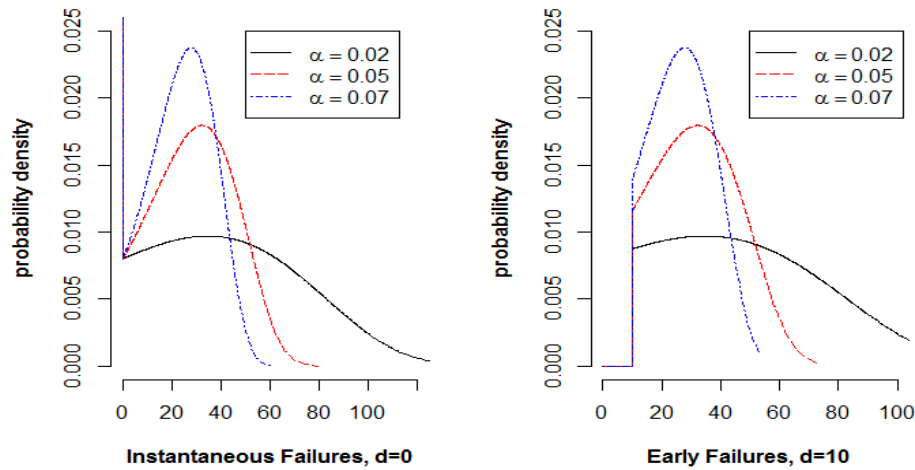 probability density
0.025
0.020
0.015
0.010
0.005
0.000
α = 0.02
α = 0.05
α = 0.07
0 20 40 60 80 100
Instantaneous Failures, d=0
probability density
0.025
0.020
0.015
0.010
0.005
0.000
α = 0.02
α = 0.05
α = 0.07
0 20 40 60 80 100
Early Failures, d=10